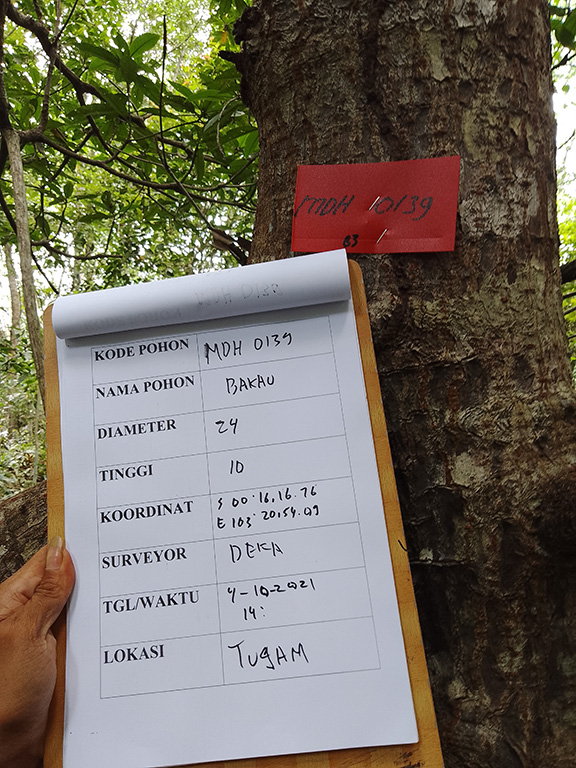 MDH 0139
83
KODE POHON MDH 0139
NAMA POHON BAKAU
DIAMETER 24
TINGGI 10
KOORDINAT S 00.16,16.76
E 103.20,54.09
SURVEYOR DEKA
TGL/WAKTU 4-10-2021
14:
LOKASI TUgAM